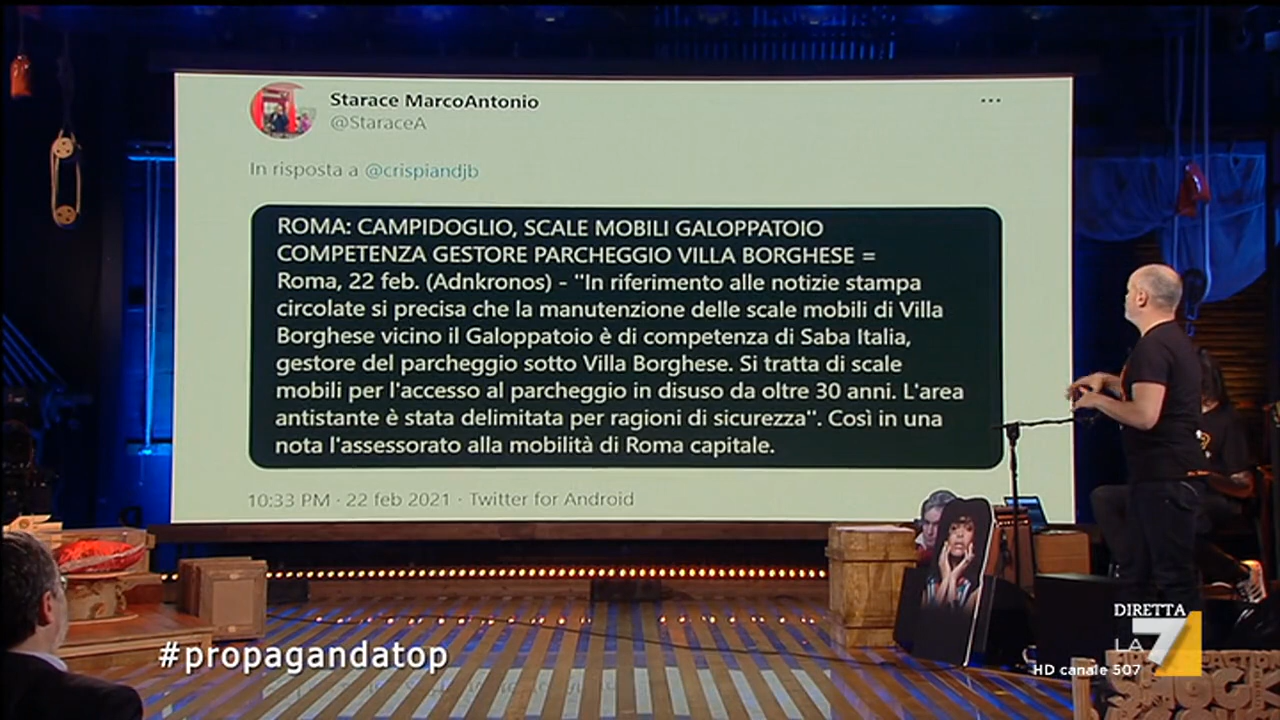 Starace MarcoAntonio
@StaraceA
In risposta a @crispiandjb
ROMA: CAMPIDOGLIO, SCALE MOBILI GALOPPATOIO
COMPETENZA GESTORE PARCHEGGIO VILLA BORGHESE =
Roma, 22 feb. (Adnkronos) - "In riferimento alle notizie stampa
circolate si precisa che la manutenzione delle scale mobili di Villa
Borghese vicino il Galoppatoio è di competenza di Saba Italia,
gestore del parcheggio sotto Villa Borghese. Si tratta di scale
mobili per l'accesso al parcheggio in disuso da oltre 30 anni. L'area
antistante è stata delimitata per ragioni di sicurezza". Così in una
nota l'assessorato alla mobilità di Roma capitale.
10:33 PM · 22 feb 2021 · Twitter for Android
#propagandatop
DIRETTA
LA 7
HD canale 507